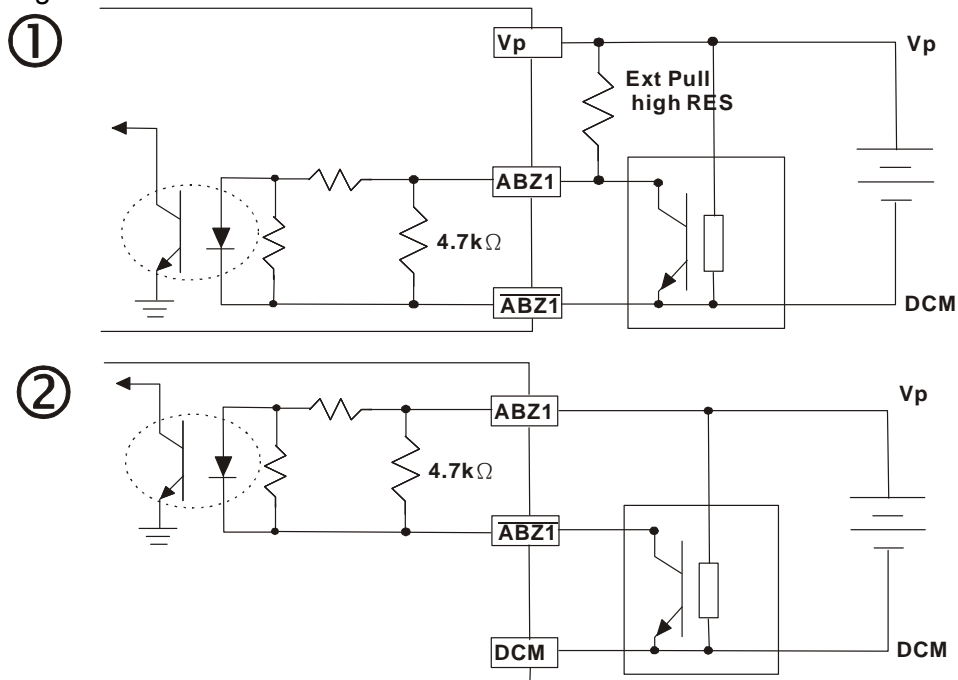 ①
Vp
Vp
Ext Pull
high RES
ABZ1
4.7kΩ
ABZ1
DCM
②
Vp
ABZ1
4.7kΩ
ABZ1
DCM
DCM